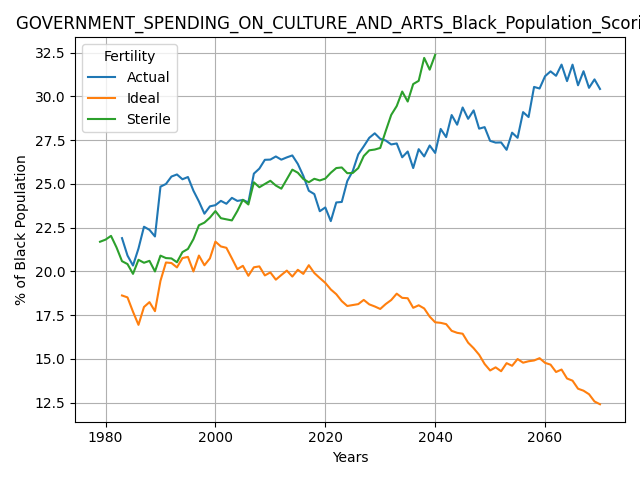 GOVERNMENT_SPENDING_ON_CULTURE_AND_ARTS_Black_Population_Scori
Fertility
Actual
Ideal
Sterile
% of Black Population
32.5
30.0
27.5
25.0
22.5
20.0
17.5
15.0
12.5
1980 2000 2020 2040 2060
Years